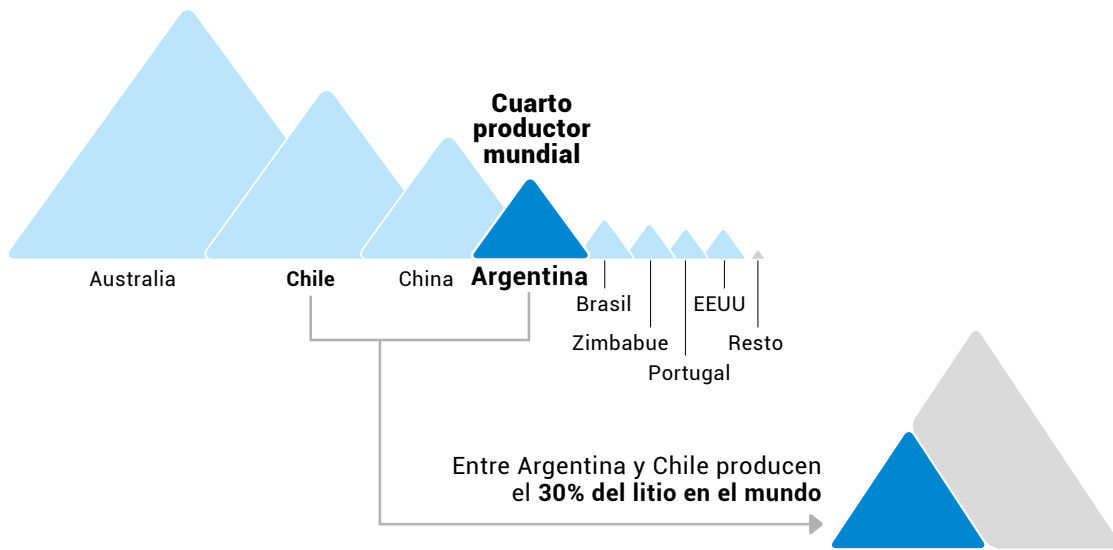 Cuarto
productor
mundial
Australia
Chile
China
Argentina
Brasil
EEUU
Zimbabue
Resto
Portugal
Entre Argentina y Chile producen
el 30% del litio en el mundo